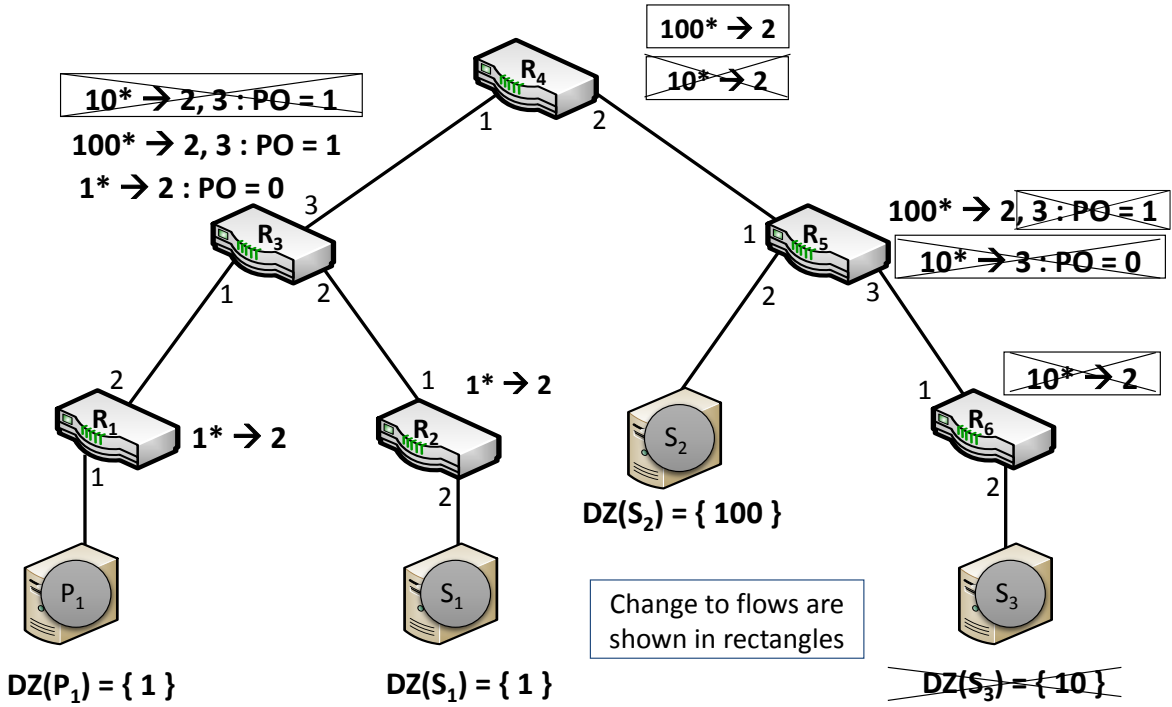 100* → 2
10* → 2
R₄
1
2
10* → 2, 3 : PO = 1
100* → 2, 3 : PO = 1
1* → 2 : PO = 0
3
R₃
1
2
100* → 2, 3 : PO = 1
10* → 3 : PO = 0
1
R₅
2
3
10* → 2
2
R₁
1* → 2
1
1* → 2
1
R₂
2
S₂
DZ(S₂) = { 100 }
1
R₆
2
P₁
DZ(P₁) = { 1 }
S₁
DZ(S₁) = { 1 }
Change to flows are
shown in rectangles
S₃
DZ(S₃) = { 10 }